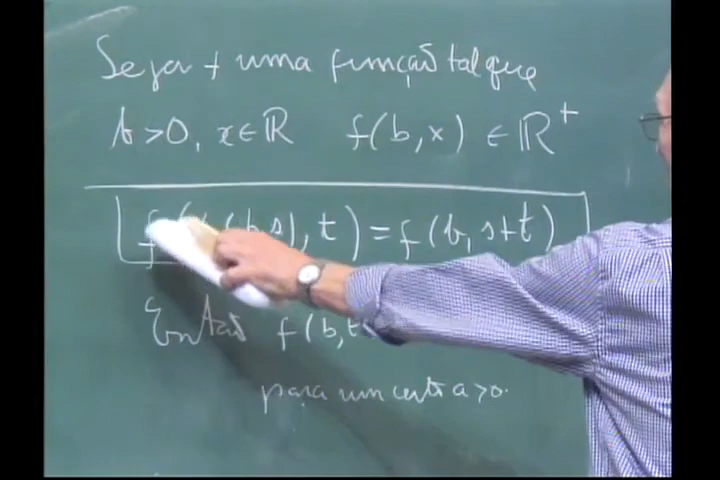 Seja f uma função tal que
b > 0, x ∈ ℝ f(b, x) ∈ ℝ⁺
s), t) = f(b, s+t)
Então f(b, t
para um certo a > 0.